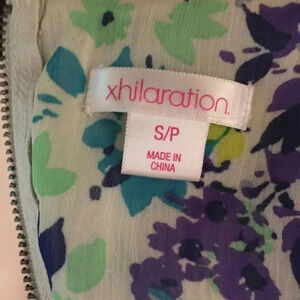 xhilaration.
S/P
MADE IN
CHINA